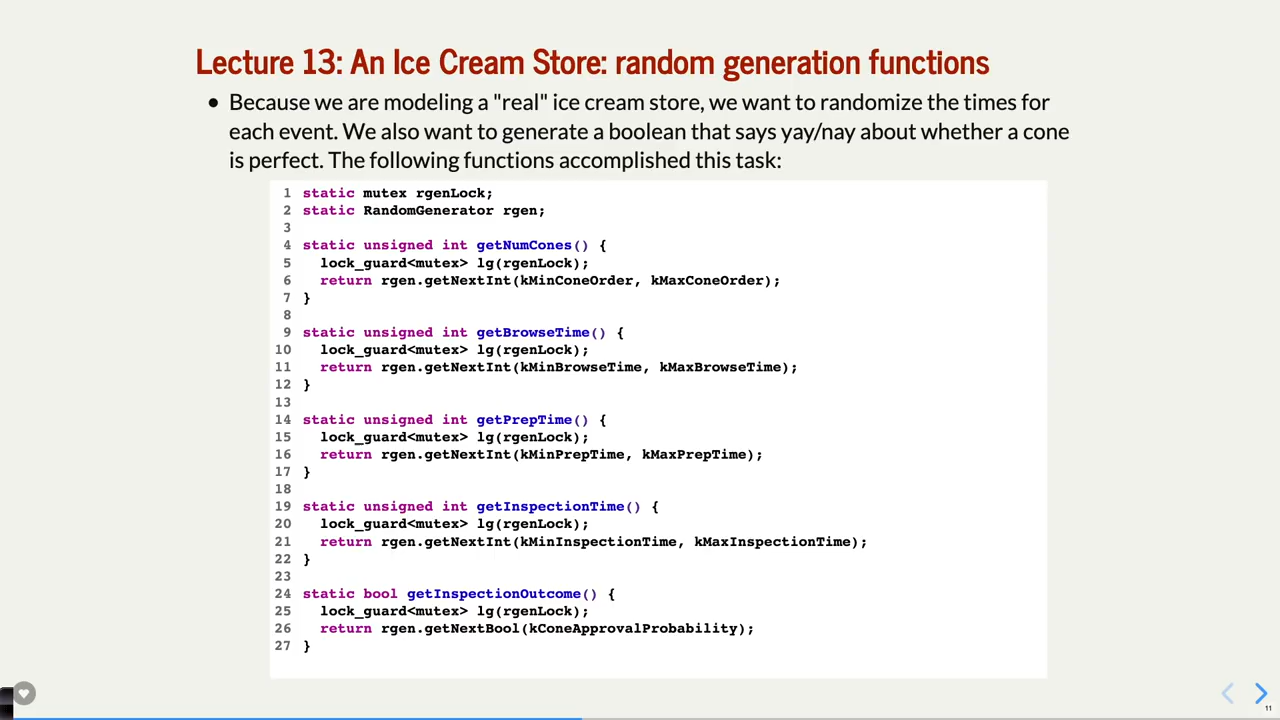 Lecture 13: An Ice Cream Store: random generation functions
• Because we are modeling a "real" ice cream store, we want to randomize the times for
each event. We also want to generate a boolean that says yay/nay about whether a cone
is perfect. The following functions accomplished this task:
1 static mutex rgenLock;
2 static RandomGenerator rgen;
3
4 static unsigned int getNumCones() {
5   lock_guard<mutex> lg(rgenLock);
6   return rgen.getNextInt(kMinConeOrder, kMaxConeOrder);
7 }
8
9 static unsigned int getBrowseTime() {
10   lock_guard<mutex> lg(rgenLock);
11   return rgen.getNextInt(kMinBrowseTime, kMaxBrowseTime);
12 }
13
14 static unsigned int getPrepTime() {
15   lock_guard<mutex> lg(rgenLock);
16   return rgen.getNextInt(kMinPrepTime, kMaxPrepTime);
17 }
18
19 static unsigned int getInspectionTime() {
20   lock_guard<mutex> lg(rgenLock);
21   return rgen.getNextInt(kMinInspectionTime, kMaxInspectionTime);
22 }
23
24 static bool getInspectionOutcome() {
25   lock_guard<mutex> lg(rgenLock);
26   return rgen.getNextBool(kConeApprovalProbability);
27 }
11